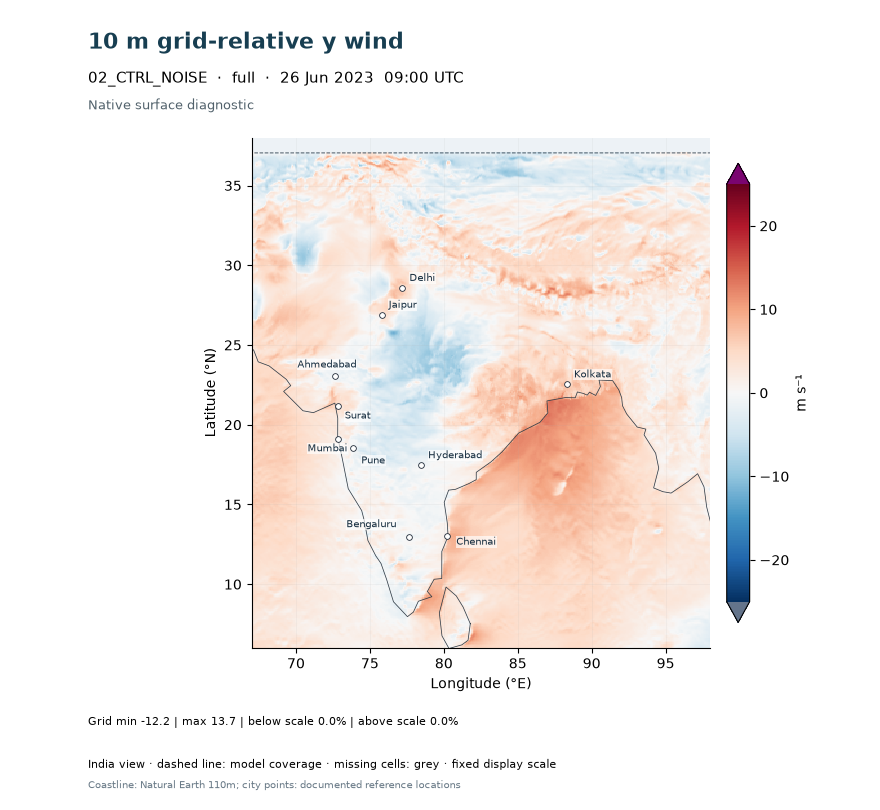 10 m grid-relative y wind
02_CTRL_NOISE · full · 26 Jun 2023 09:00 UTC
Native surface diagnostic
35
30
25
20
15
10
Latitude (°N)
70
75
80
85
90
95
Longitude (°E)
Delhi
Jaipur
Ahmedabad
Kolkata
Surat
Mumbai
Pune
Hyderabad
Bengaluru
Chennai
20
10
0
−10
−20
m s⁻¹
Grid min -12.2 | max 13.7 | below scale 0.0% | above scale 0.0%
India view · dashed line: model coverage · missing cells: grey · fixed display scale
Coastline: Natural Earth 110m; city points: documented reference locations